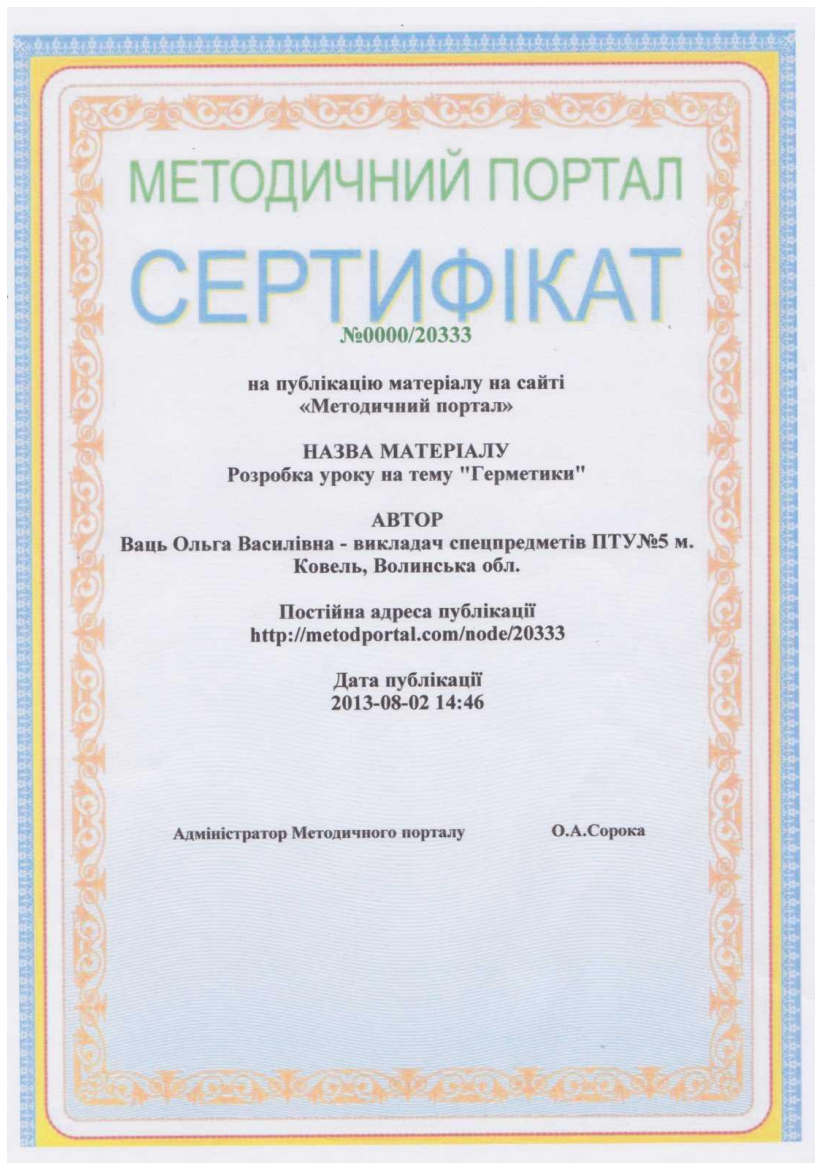 МЕТОДИЧНИЙ ПОРТАЛ
СЕРТИФІКАТ
№0000/20333
на публікацію матеріалу на сайті
«Методичний портал»
НАЗВА МАТЕРІАЛУ
Розробка уроку на тему "Герметики"
АВТОР
Ваць Ольга Василівна - викладач спецпредметів ПТУ№5 м.
Ковель, Волинська обл.
Постійна адреса публікації
http://metodportal.com/node/20333
Дата публікації
2013-08-02 14:46
Адміністратор Методичного порталу О.А.Сорока